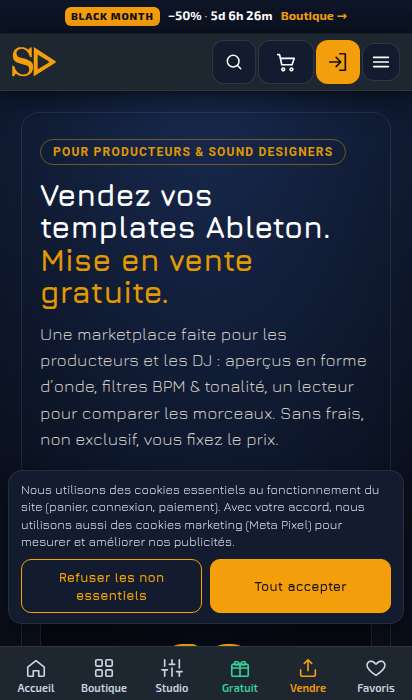 BLACK MONTH −50% · 5d 6h 26m Boutique →
S
POUR PRODUCTEURS & SOUND DESIGNERS
Vendez vos
templates Ableton.
Mise en vente
gratuite.
Une marketplace faite pour les
producteurs et les DJ : aperçus en forme
d'onde, filtres BPM & tonalité, un lecteur
pour comparer les morceaux. Sans frais,
non exclusif, vous fixez le prix.
Nous utilisons des cookies essentiels au fonctionnement du
site (panier, connexion, paiement). Avec votre accord, nous
utilisons aussi des cookies marketing (Meta Pixel) pour
mesurer et améliorer nos publicités.
Refuser les non
essentiels
Tout accepter
Accueil Boutique Studio Gratuit Vendre Favoris